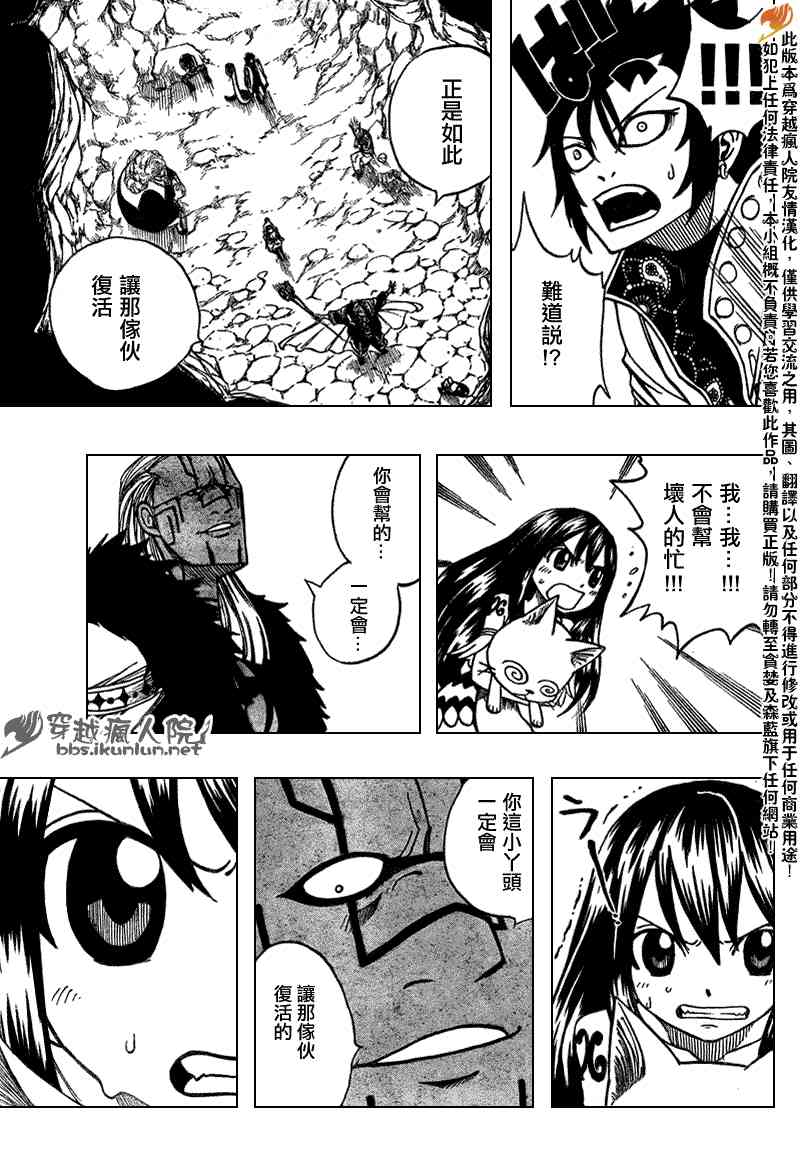 ば
!!!
難道説!?
正是如此
讓那傢伙
復活
我…我…!!!
不會幫
壞人的忙!!!
你會幫的…
一定會…
你這小丫頭
一定會
讓那傢伙
復活的
穿越瘋人院
bbs.ikunlun.net
此版本爲穿越瘋人院友情漢化，僅供學習交流之用，其圖、翻譯以及任何部分不得進行修改或用于任何商業用途！
如犯上任何法律責任，本小組概不負責。若您喜歡此作品，請購買正版！請勿轉至貪婪及森藍旗下任何網站！